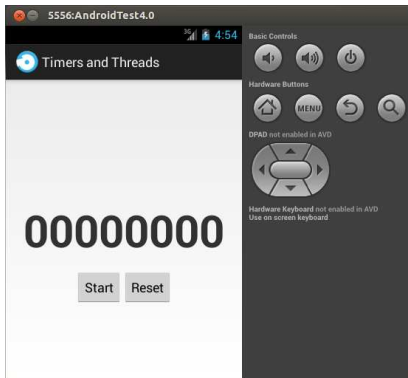 5556:AndroidTest4.0
3G 4:54
Timers and Threads
00000000
Start Reset
Basic Controls
Hardware Buttons
MENU
DPAD not enabled in AVD
Hardware Keyboard not enabled in AVD
Use on screen keyboard